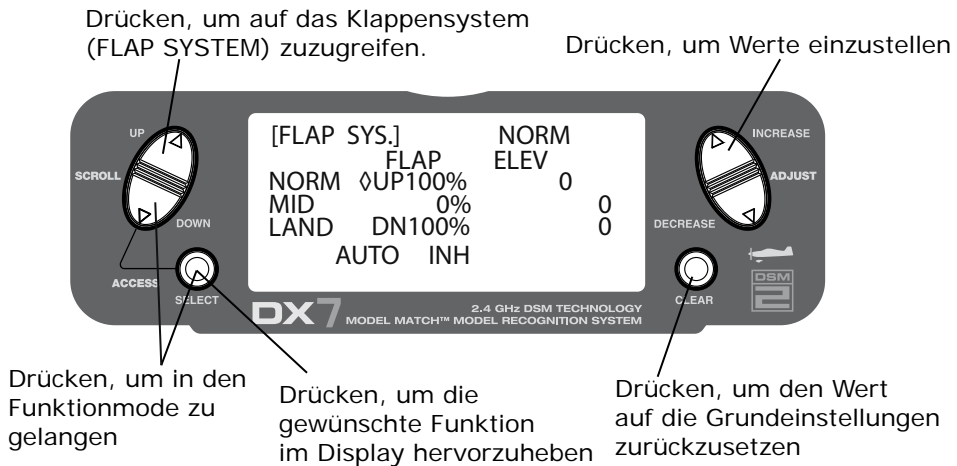 Drücken, um auf das Klappensystem
(FLAP SYSTEM) zuzugreifen.
Drücken, um Werte einzustellen
UP
SCROLL
DOWN
ACCESS
SELECT
[FLAP SYS.] NORM
FLAP ELEV
NORM ◊UP100% 0
MID 0% 0
LAND DN100% 0
AUTO INH
INCREASE
ADJUST
DECREASE
CLEAR
DSM
2
DX7
2.4 GHz DSM TECHNOLOGY
MODEL MATCH™ MODEL RECOGNITION SYSTEM
Drücken, um in den
Funktionmode zu
gelangen
Drücken, um die
gewünschte Funktion
im Display hervorzuheben
Drücken, um den Wert
auf die Grundeinstellungen
zurückzusetzen